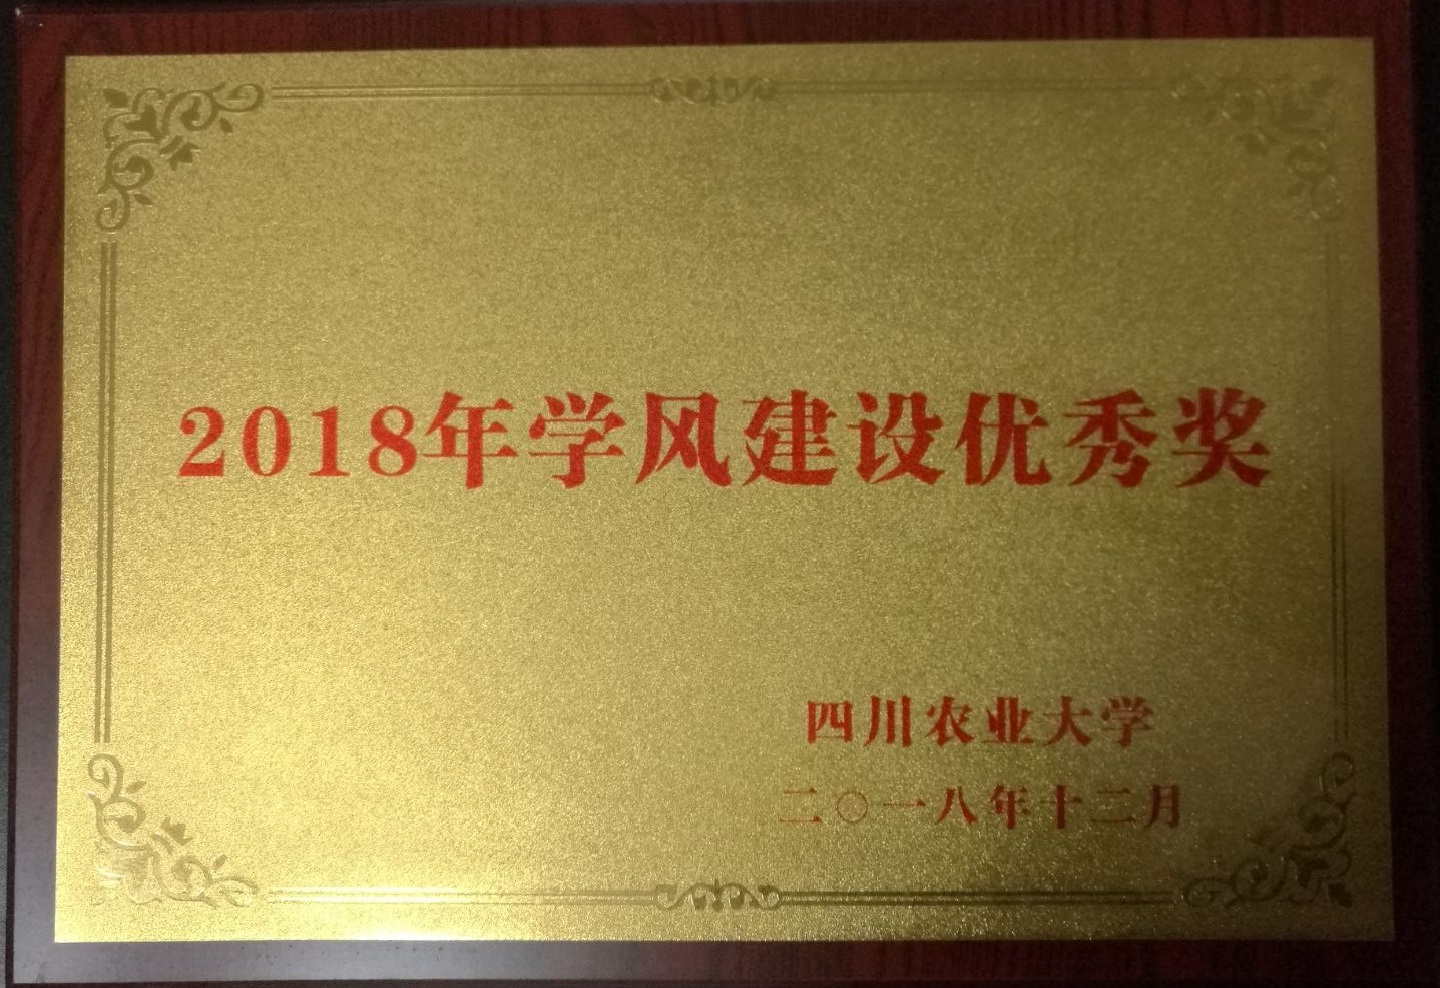 2018年学风建设优秀奖
四川农业大学
二〇一八年十二月